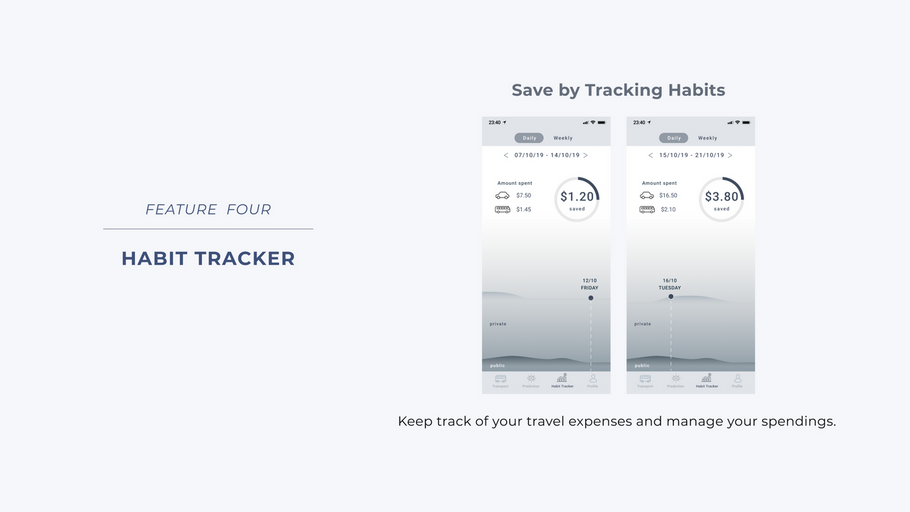 FEATURE FOUR
HABIT TRACKER
Save by Tracking Habits
23:40
Daily Weekly
< 07/10/19 - 14/10/19 >
Amount spent
$7.50
$1.45
$1.20
saved
12/10
FRIDAY
private
public
Transport Prediction Habit Tracker Profile
23:40
Daily Weekly
< 15/10/19 - 21/10/19 >
Amount spent
$16.50
$2.10
$3.80
saved
16/10
TUESDAY
private
public
Transport Prediction Habit Tracker Profile
Keep track of your travel expenses and manage your spendings.